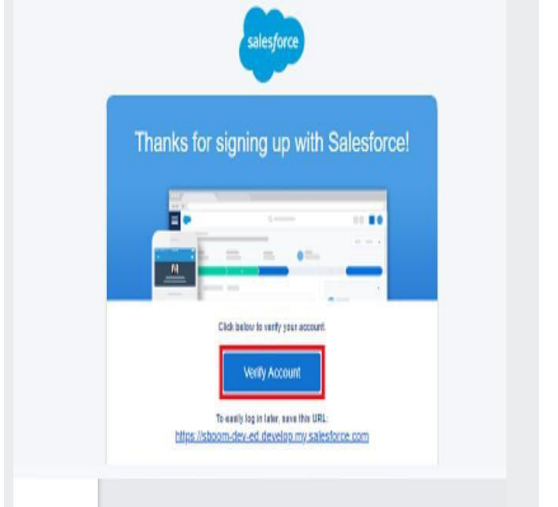 salesforce
Thanks for signing up with Salesforce!
Click below to verify your account.
Verify Account
To easily log in later, save this URL:
https://sboom-dev-ed.develop.my.salesforce.com